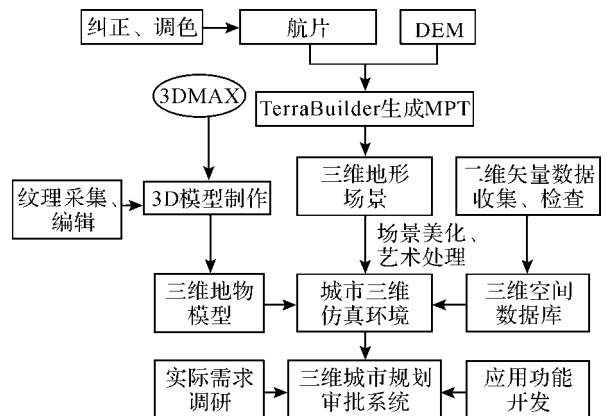 纠正、调色
航片
DEM
3DMAX
TerraBuilder生成MPT
纹理采集、
编辑
3D模型制作
三维地形
场景
二维矢量数据
收集、检查
场景美化、
艺术处理
三维地物
模型
城市三维
仿真环境
三维空间
数据库
实际需求
调研
三维城市规划
审批系统
应用功能
开发